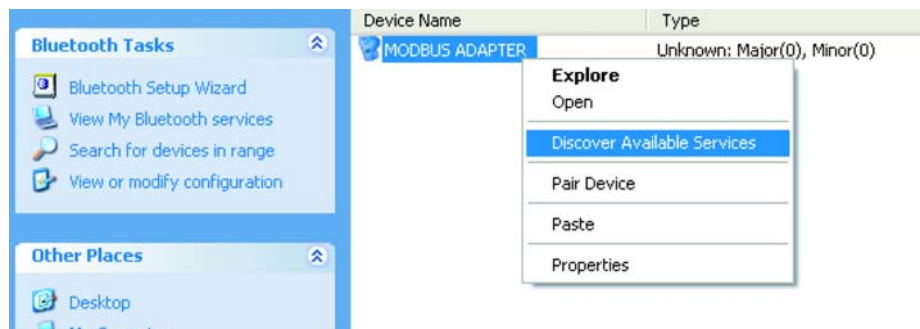 Device Name
Type
Bluetooth Tasks
Bluetooth Setup Wizard
View My Bluetooth services
Search for devices in range
View or modify configuration
Other Places
Desktop
MODBUS ADAPTER
Unknown: Major(0), Minor(0)
Explore
Open
Discover Available Services
Pair Device
Paste
Properties